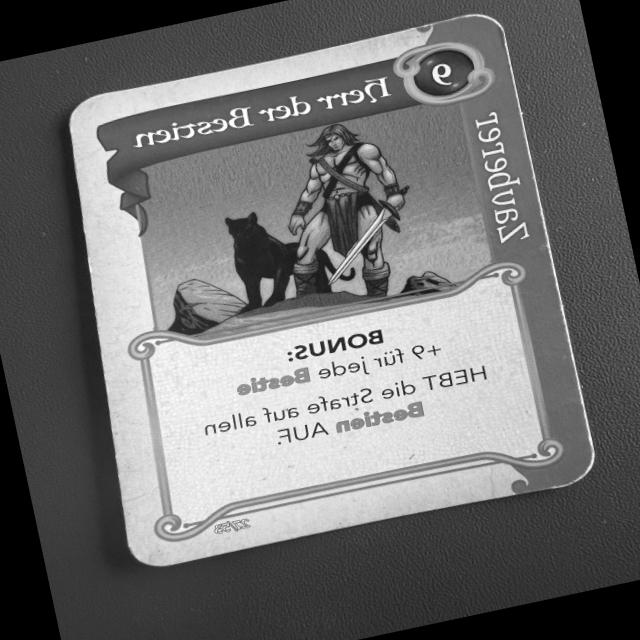 9
Herr der Bestien
Zauberer
BONUS:
+9 für jede Bestie
HEBT die Strafe auf allen
Bestien AUF.